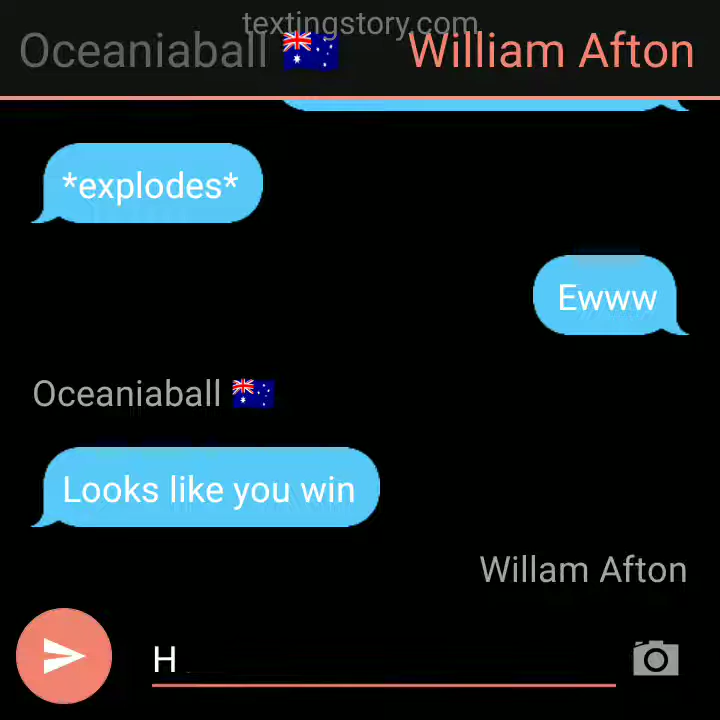 textingstory.com
Oceaniaball 🇦🇺 William Afton
*explodes*
Ewww
Oceaniaball 🇦🇺
Looks like you win
Willam Afton
H